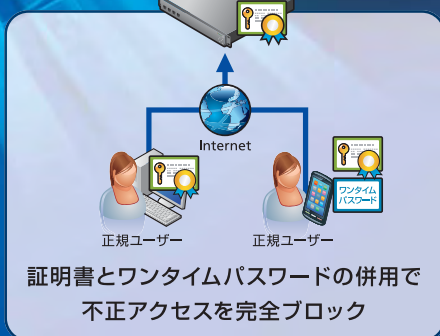 Internet
ワンタイム
パスワード
正規ユーザー
正規ユーザー
証明書とワンタイムパスワードの併用で
不正アクセスを完全ブロック